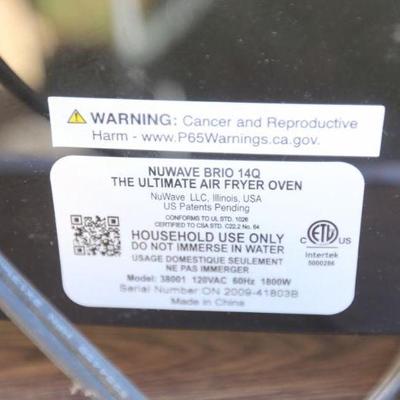 WARNING: Cancer and Reproductive
Harm - www.P65Warnings.ca.gov.
NUWAVE BRIO 14Q
THE ULTIMATE AIR FRYER OVEN
NuWave LLC, Illinois, USA
US Patents Pending
CONFORMS TO UL STD. 1026
CERTIFIED TO CSA STD. C22.2 No. 64
HOUSEHOLD USE ONLY
DO NOT IMMERSE IN WATER
USAGE DOMESTIQUE SEULEMENT
NE PAS IMMERGER
Model: 38001 120VAC 60Hz 1800W
Serial Number ON 2009-41803B
Made in China
C ETL US
Intertek
5000286